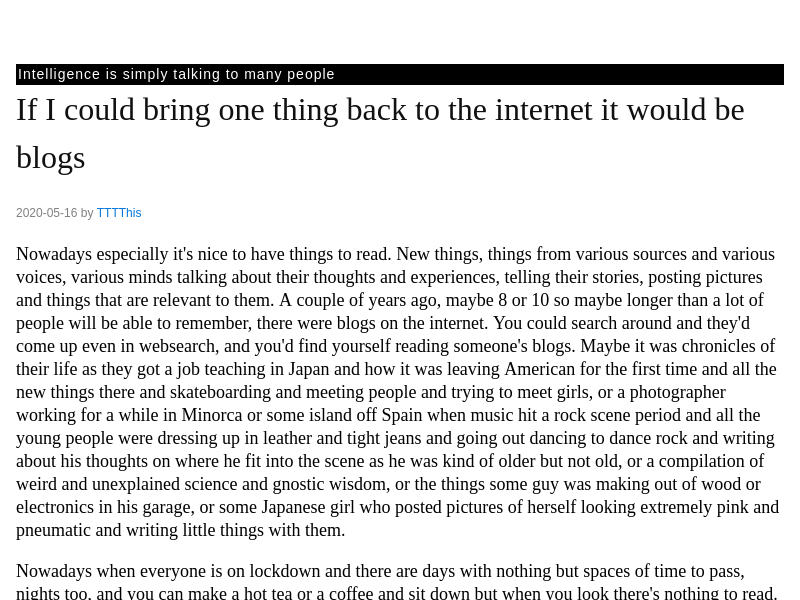 Intelligence is simply talking to many people
If I could bring one thing back to the internet it would be
blogs
2020-05-16 by TTTThis
Nowadays especially it's nice to have things to read. New things, things from various sources and various
voices, various minds talking about their thoughts and experiences, telling their stories, posting pictures
and things that are relevant to them. A couple of years ago, maybe 8 or 10 so maybe longer than a lot of
people will be able to remember, there were blogs on the internet. You could search around and they'd
come up even in websearch, and you'd find yourself reading someone's blogs. Maybe it was chronicles of
their life as they got a job teaching in Japan and how it was leaving American for the first time and all the
new things there and skateboarding and meeting people and trying to meet girls, or a photographer
working for a while in Minorca or some island off Spain when music hit a rock scene period and all the
young people were dressing up in leather and tight jeans and going out dancing to dance rock and writing
about his thoughts on where he fit into the scene as he was kind of older but not old, or a compilation of
weird and unexplained science and gnostic wisdom, or the things some guy was making out of wood or
electronics in his garage, or some Japanese girl who posted pictures of herself looking extremely pink and
pneumatic and writing little things with them.
Nowadays when everyone is on lockdown and there are days with nothing but spaces of time to pass,
nights too, and you can make a hot tea or a coffee and sit down but when you look there's nothing to read.